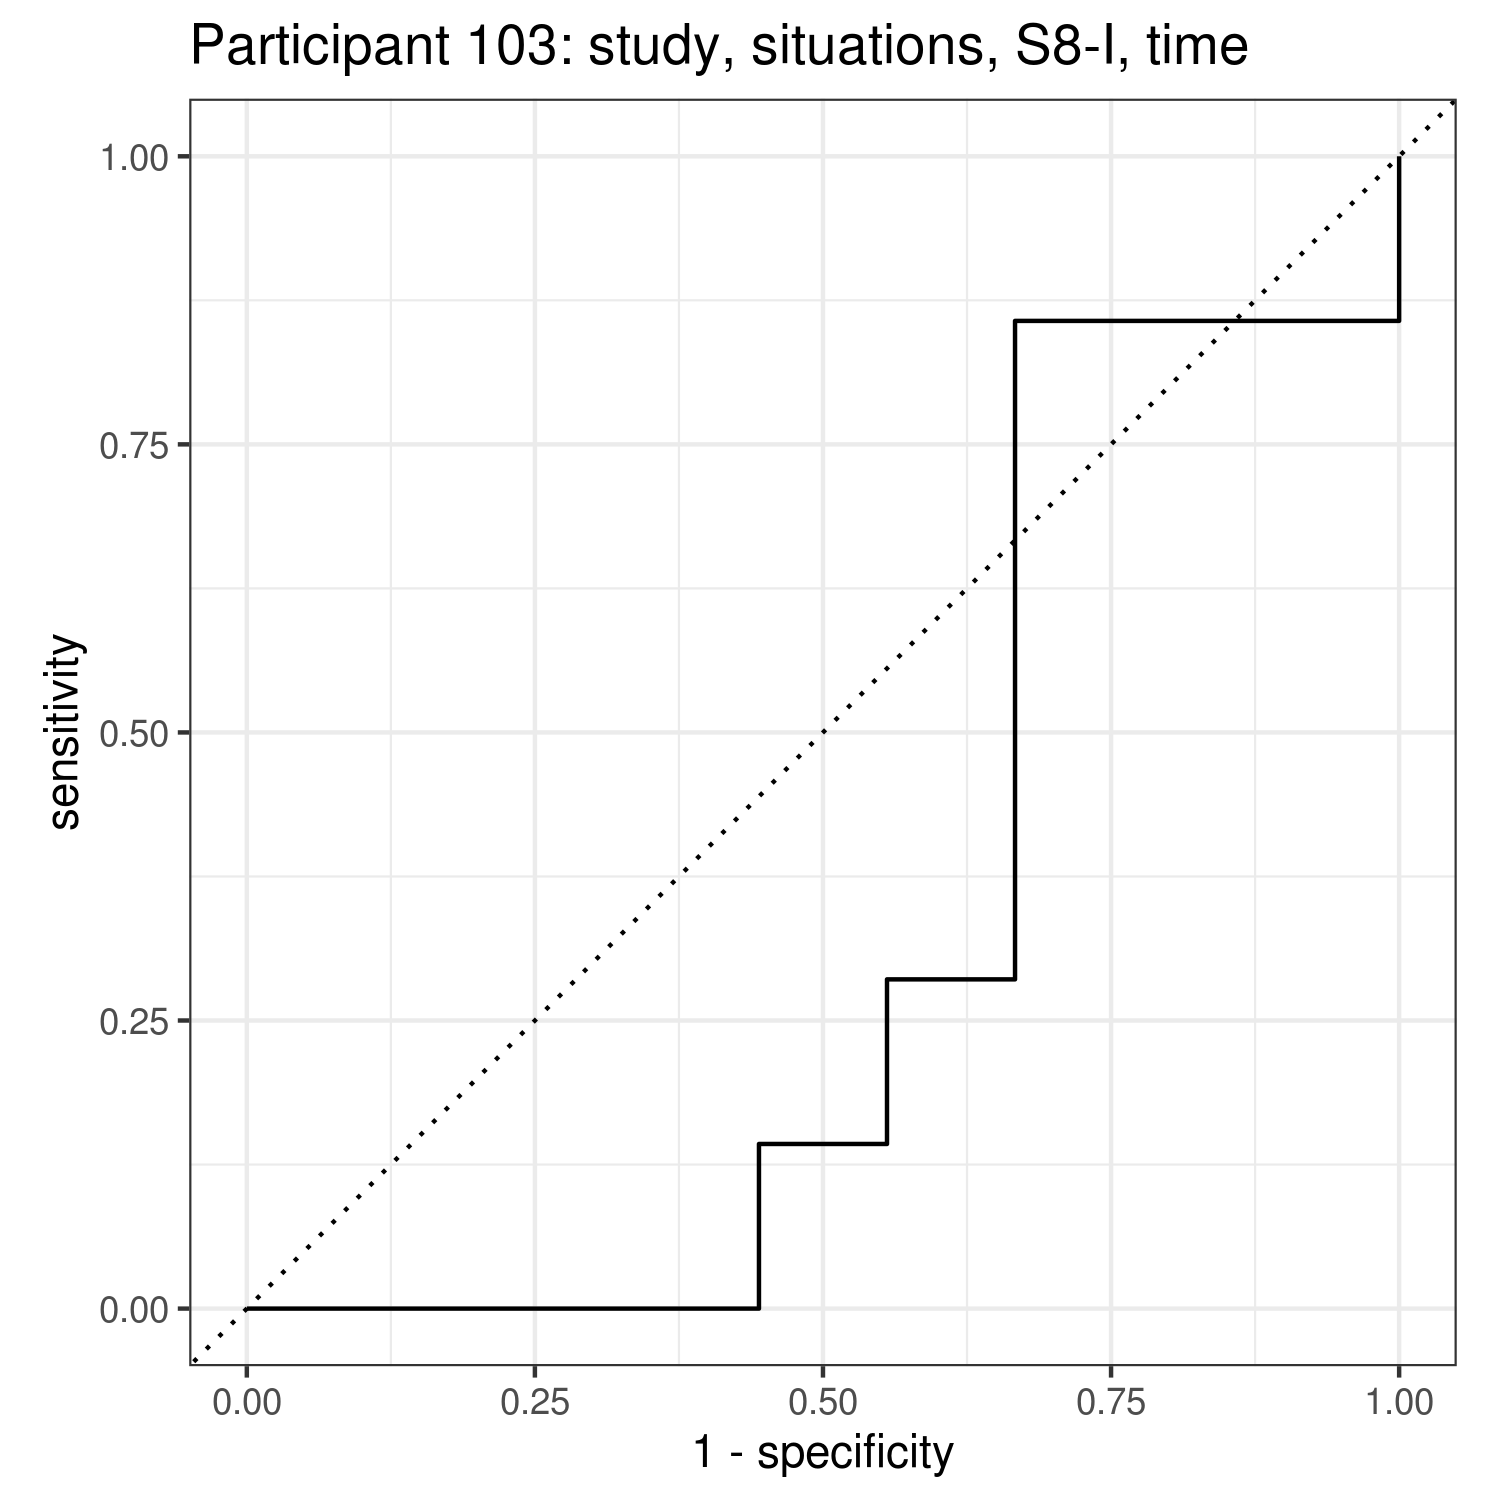 Participant 103: study, situations, S8-I, time
1.00
0.75
0.50
0.25
0.00
sensitivity
0.00 0.25 0.50 0.75 1.00
1 - specificity